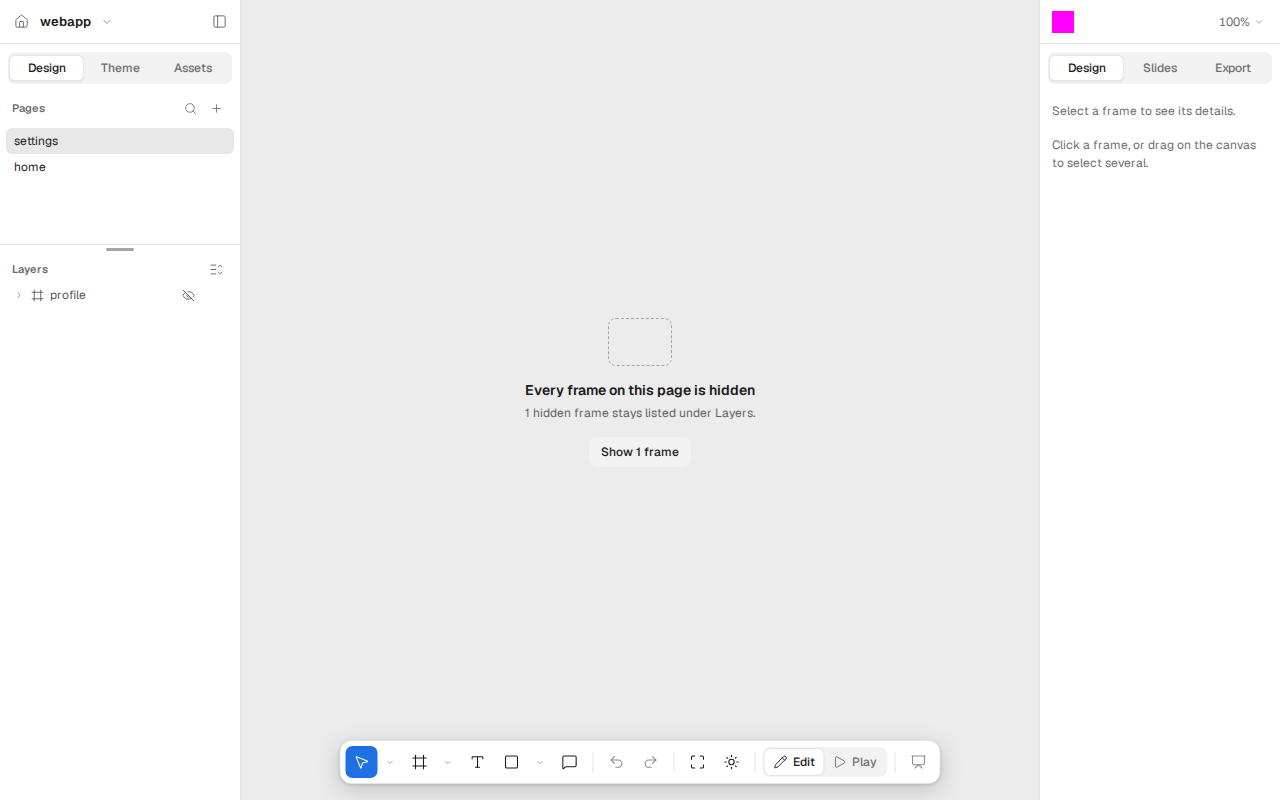 webapp
Design Theme Assets
Pages
settings
home
Layers
profile
Every frame on this page is hidden
1 hidden frame stays listed under Layers.
Show 1 frame
Edit Play
100%
Design Slides Export
Select a frame to see its details.
Click a frame, or drag on the canvas
to select several.